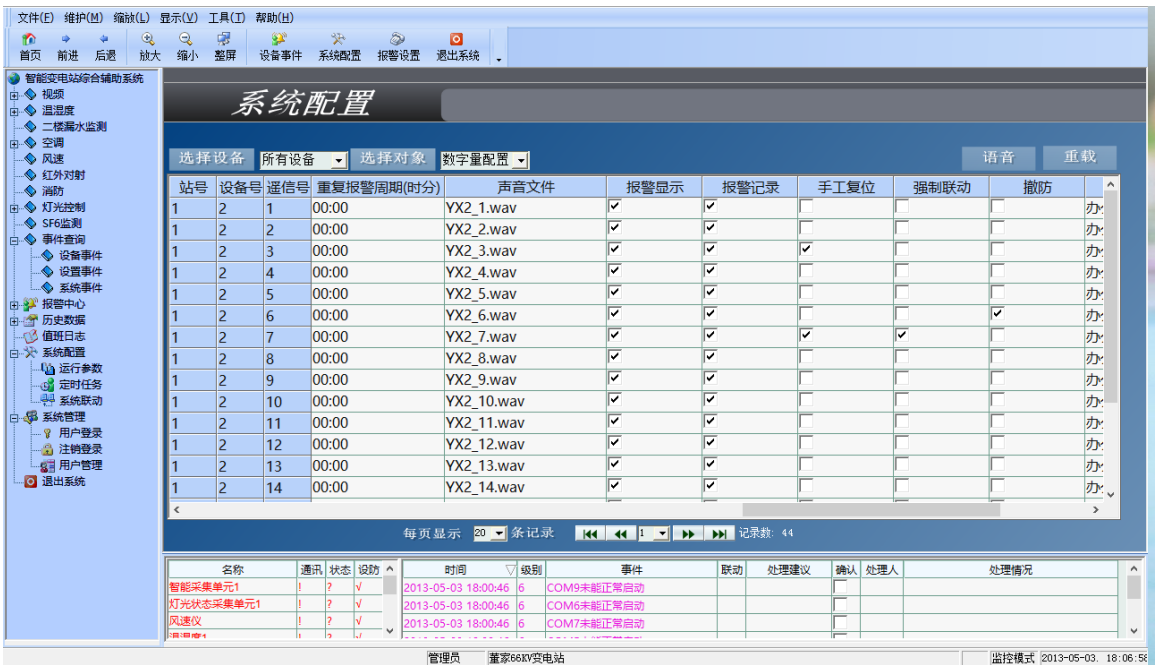 文件(F) 维护(M) 缩放(L) 显示(V) 工具(T) 帮助(H)
首页 前进 后退 放大 缩小 整屏 设备事件 系统配置 报警设置 退出系统
智能变电站综合辅助系统
视频
温湿度
二楼漏水监测
空调
风速
红外对射
消防
灯光控制
SF6监测
事件查询
设备事件
设置事件
系统事件
报警中心
历史数据
值班日志
系统配置
运行参数
定时任务
系统联动
系统管理
用户登录
注销登录
用户管理
退出系统
系统配置
选择设备 所有设备 选择对象 数字量配置 语音 重载
站号 设备号 遥信号 重复报警周期(时分) 声音文件 报警显示 报警记录 手工复位 强制联动 撤防
1 2 1 00:00 YX2_1.wav
1 2 2 00:00 YX2_2.wav
1 2 3 00:00 YX2_3.wav
1 2 4 00:00 YX2_4.wav
1 2 5 00:00 YX2_5.wav
1 2 6 00:00 YX2_6.wav
1 2 7 00:00 YX2_7.wav
1 2 8 00:00 YX2_8.wav
1 2 9 00:00 YX2_9.wav
1 2 10 00:00 YX2_10.wav
1 2 11 00:00 YX2_11.wav
1 2 12 00:00 YX2_12.wav
1 2 13 00:00 YX2_13.wav
1 2 14 00:00 YX2_14.wav
每页显示 20 条记录 1 记录数: 44
名称 通讯 状态 设防 时间 级别 事件 联动 处理建议 确认 处理人 处理情况
智能采集单元1 ! ? √ 2013-05-03 18:00:46 6 COM9未能正常启动
灯光状态采集单元1 ! ? √ 2013-05-03 18:00:46 6 COM6未能正常启动
风速仪 ! ? √ 2013-05-03 18:00:46 6 COM7未能正常启动
管理员 董家66KV变电站 监控模式 2013-05-03. 18:06:58